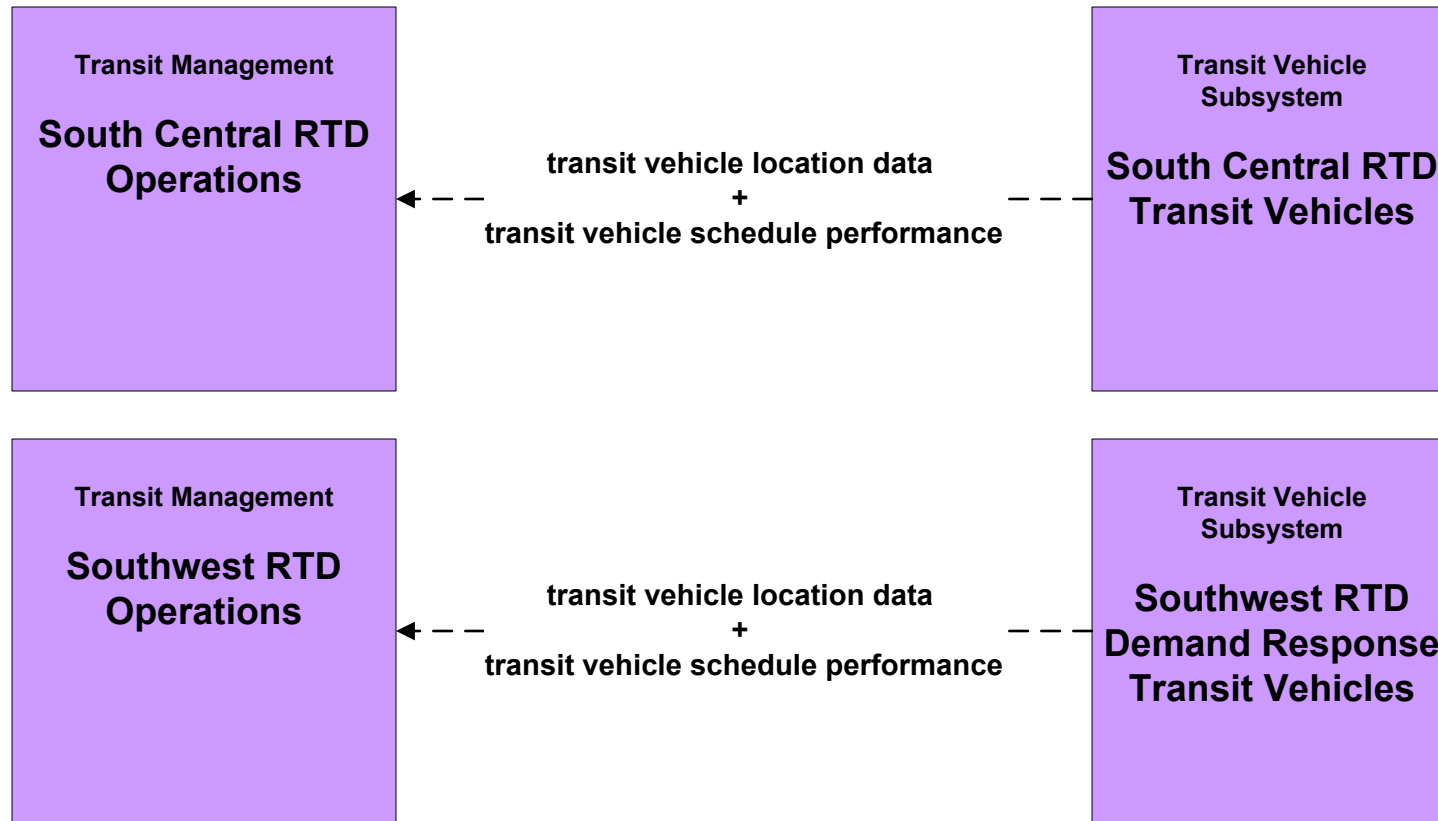 Transit Management
South Central RTD
Operations
transit vehicle location data
+
transit vehicle schedule performance
Transit Vehicle
Subsystem
South Central RTD
Transit Vehicles
Transit Management
Southwest RTD
Operations
transit vehicle location data
+
transit vehicle schedule performance
Transit Vehicle
Subsystem
Southwest RTD
Demand Response
Transit Vehicles